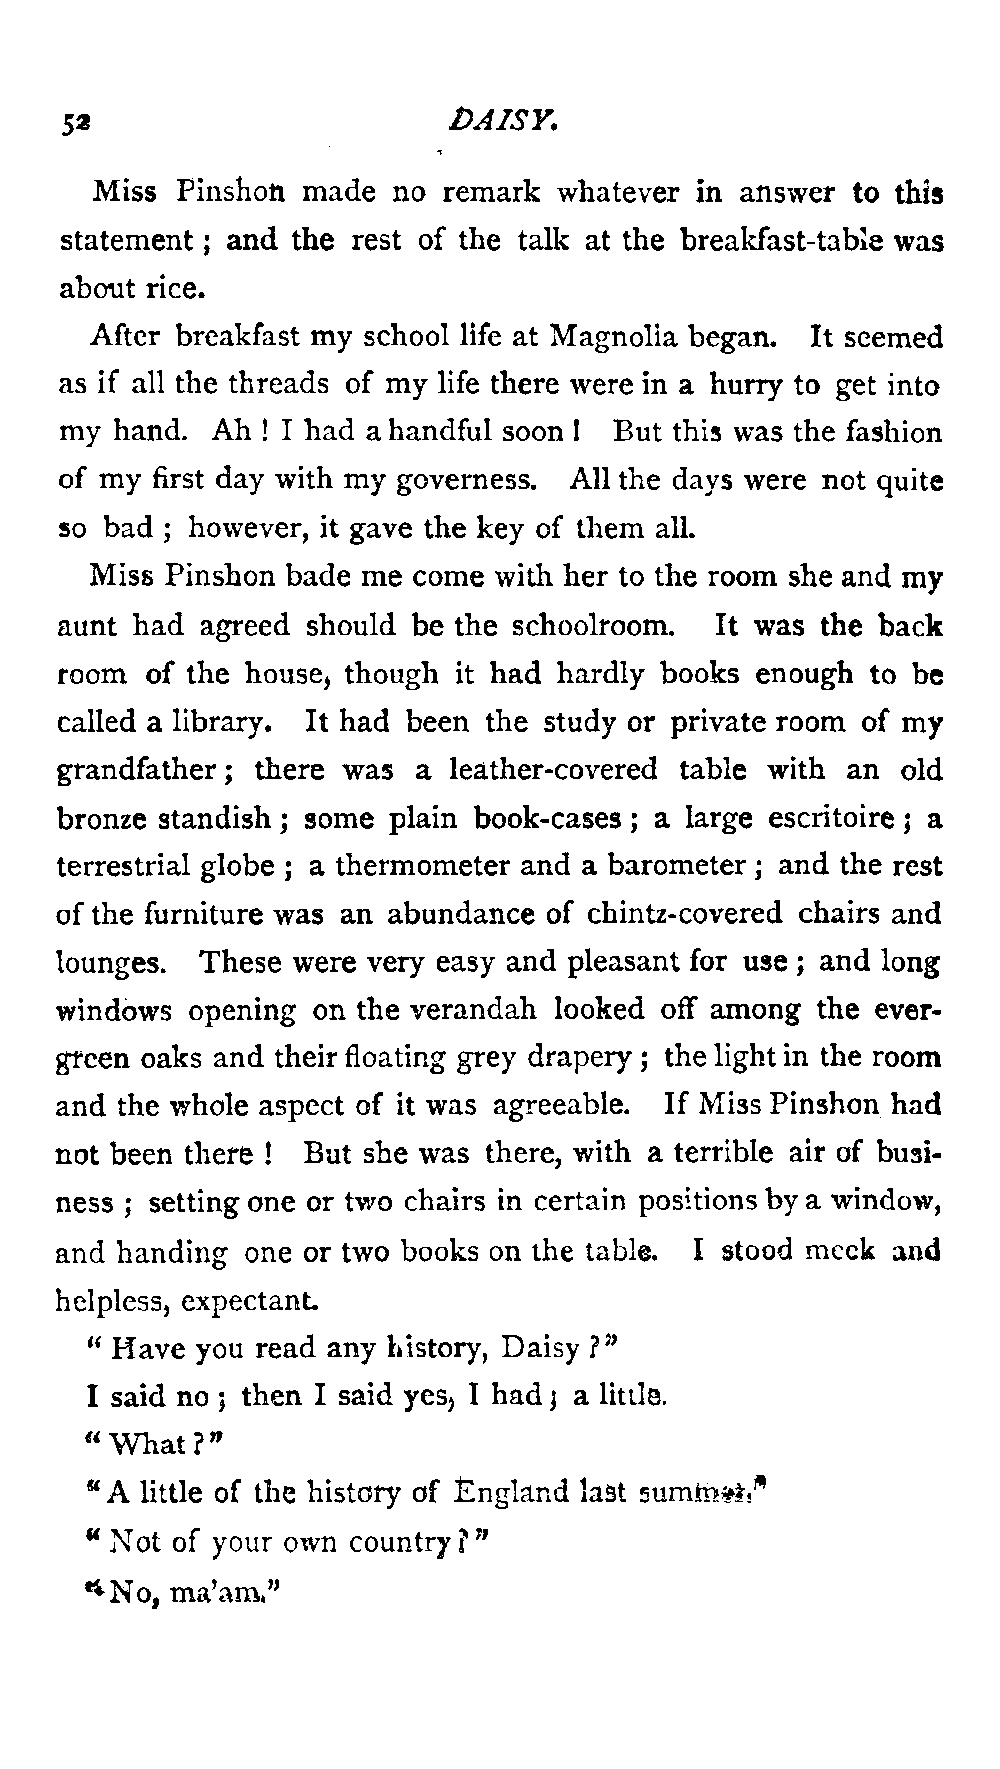 52 DAISY.
Miss Pinshon made no remark whatever in answer to this
statement ; and the rest of the talk at the breakfast-table was
about rice.
After breakfast my school life at Magnolia began. It seemed
as if all the threads of my life there were in a hurry to get into
my hand. Ah ! I had a handful soon ! But this was the fashion
of my first day with my governess. All the days were not quite
so bad ; however, it gave the key of them all.
Miss Pinshon bade me come with her to the room she and my
aunt had agreed should be the schoolroom. It was the back
room of the house, though it had hardly books enough to be
called a library. It had been the study or private room of my
grandfather ; there was a leather-covered table with an old
bronze standish ; some plain book-cases ; a large escritoire ; a
terrestrial globe ; a thermometer and a barometer ; and the rest
of the furniture was an abundance of chintz-covered chairs and
lounges. These were very easy and pleasant for use ; and long
windows opening on the verandah looked off among the ever-
green oaks and their floating grey drapery ; the light in the room
and the whole aspect of it was agreeable. If Miss Pinshon had
not been there ! But she was there, with a terrible air of busi-
ness ; setting one or two chairs in certain positions by a window,
and handing one or two books on the table. I stood meek and
helpless, expectant.
" Have you read any history, Daisy ?"
I said no ; then I said yes, I had ; a little.
" What ?"
" A little of the history of England last summer."
" Not of your own country ?"
" No, ma'am."